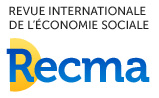 REVUE INTERNATIONALE
DE L'ÉCONOMIE SOCIALE
Recma